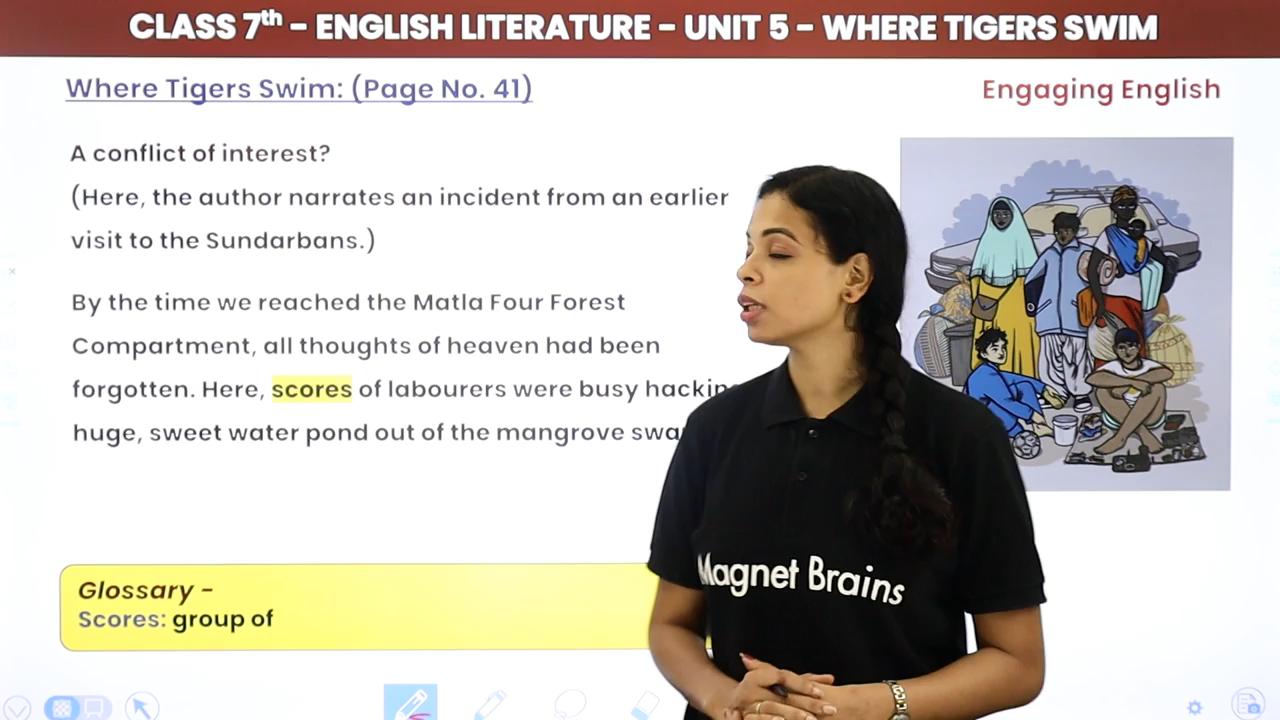 CLASS 7th - ENGLISH LITERATURE - UNIT 5 - WHERE TIGERS SWIM
Where Tigers Swim: (Page No. 41)
Engaging English
A conflict of interest?
(Here, the author narrates an incident from an earlier
visit to the Sundarbans.)
By the time we reached the Matla Four Forest
Compartment, all thoughts of heaven had been
forgotten. Here, scores of labourers were busy
huge, sweet water pond out of the mangrove
Glossary -
Scores: group of
Magnet Brains